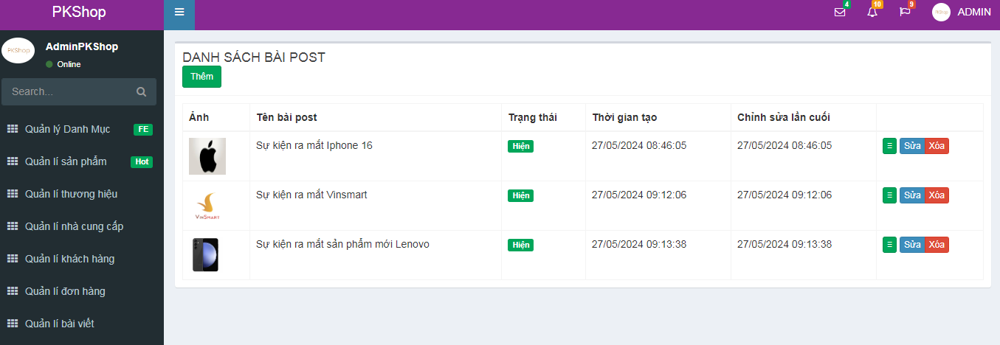 PKShop
4
10
9
PKShop
ADMIN
PKShop
AdminPKShop
Online
Search...
Quản lý Danh Mục FE
Quản lí sản phẩm Hot
Quản lí thương hiệu
Quản lí nhà cung cấp
Quản lí khách hàng
Quản lí đơn hàng
Quản lí bài viết
DANH SÁCH BÀI POST
Thêm
Ảnh Tên bài post Trạng thái Thời gian tạo Chỉnh sửa lần cuối
Sự kiện ra mắt Iphone 16 Hiện 27/05/2024 08:46:05 27/05/2024 08:46:05 Sửa Xóa
VINSMART
Sự kiện ra mắt Vinsmart Hiện 27/05/2024 09:12:06 27/05/2024 09:12:06 Sửa Xóa
Sự kiện ra mắt sản phẩm mới Lenovo Hiện 27/05/2024 09:13:38 27/05/2024 09:13:38 Sửa Xóa